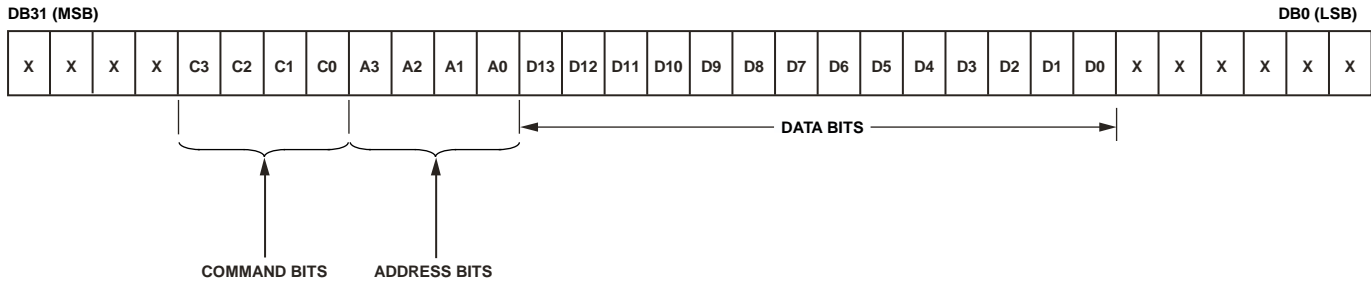 DB31 (MSB) DB0 (LSB)
X X X X C3 C2 C1 C0 A3 A2 A1 A0 D13 D12 D11 D10 D9 D8 D7 D6 D5 D4 D3 D2 D1 D0 X X X X X X
DATA BITS
COMMAND BITS ADDRESS BITS